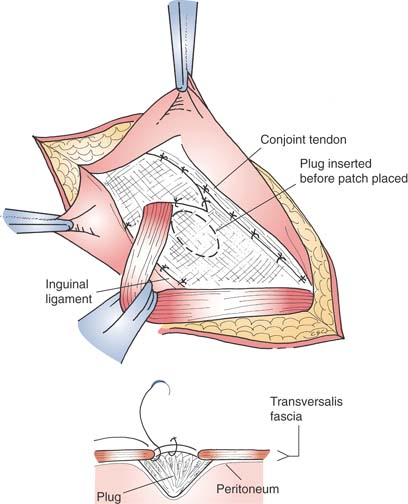 Conjoint tendon
Plug inserted
before patch placed
Inguinal
ligament
Transversalis
fascia
Peritoneum
Plug